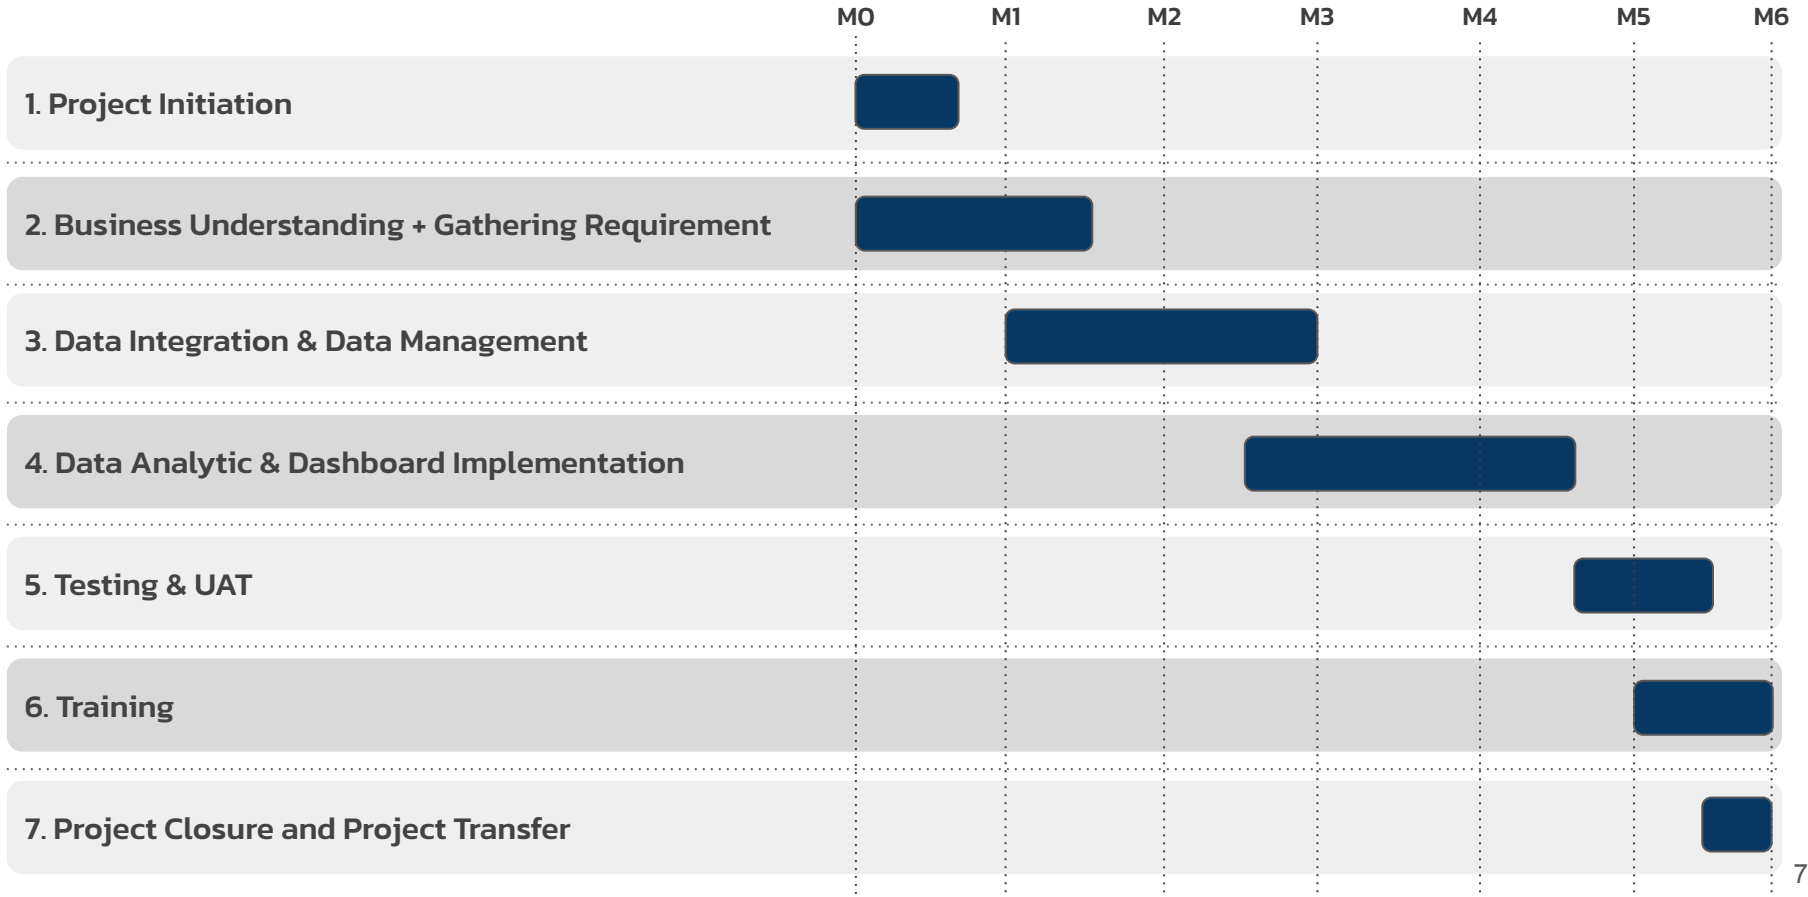 M0 M1 M2 M3 M4 M5 M6
1. Project Initiation
2. Business Understanding + Gathering Requirement
3. Data Integration & Data Management
4. Data Analytic & Dashboard Implementation
5. Testing & UAT
6. Training
7. Project Closure and Project Transfer
7